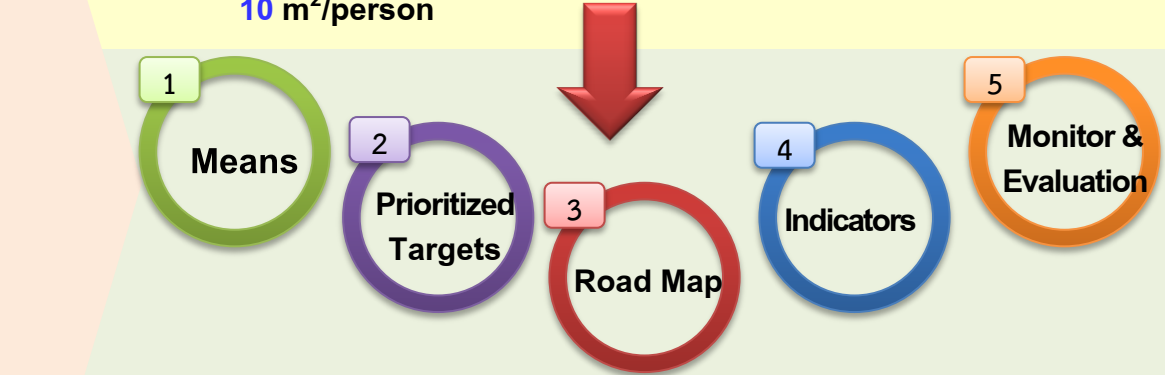 10 m²/person
1
Means
2
Prioritized
Targets
3
Road Map
4
Indicators
5
Monitor &
Evaluation